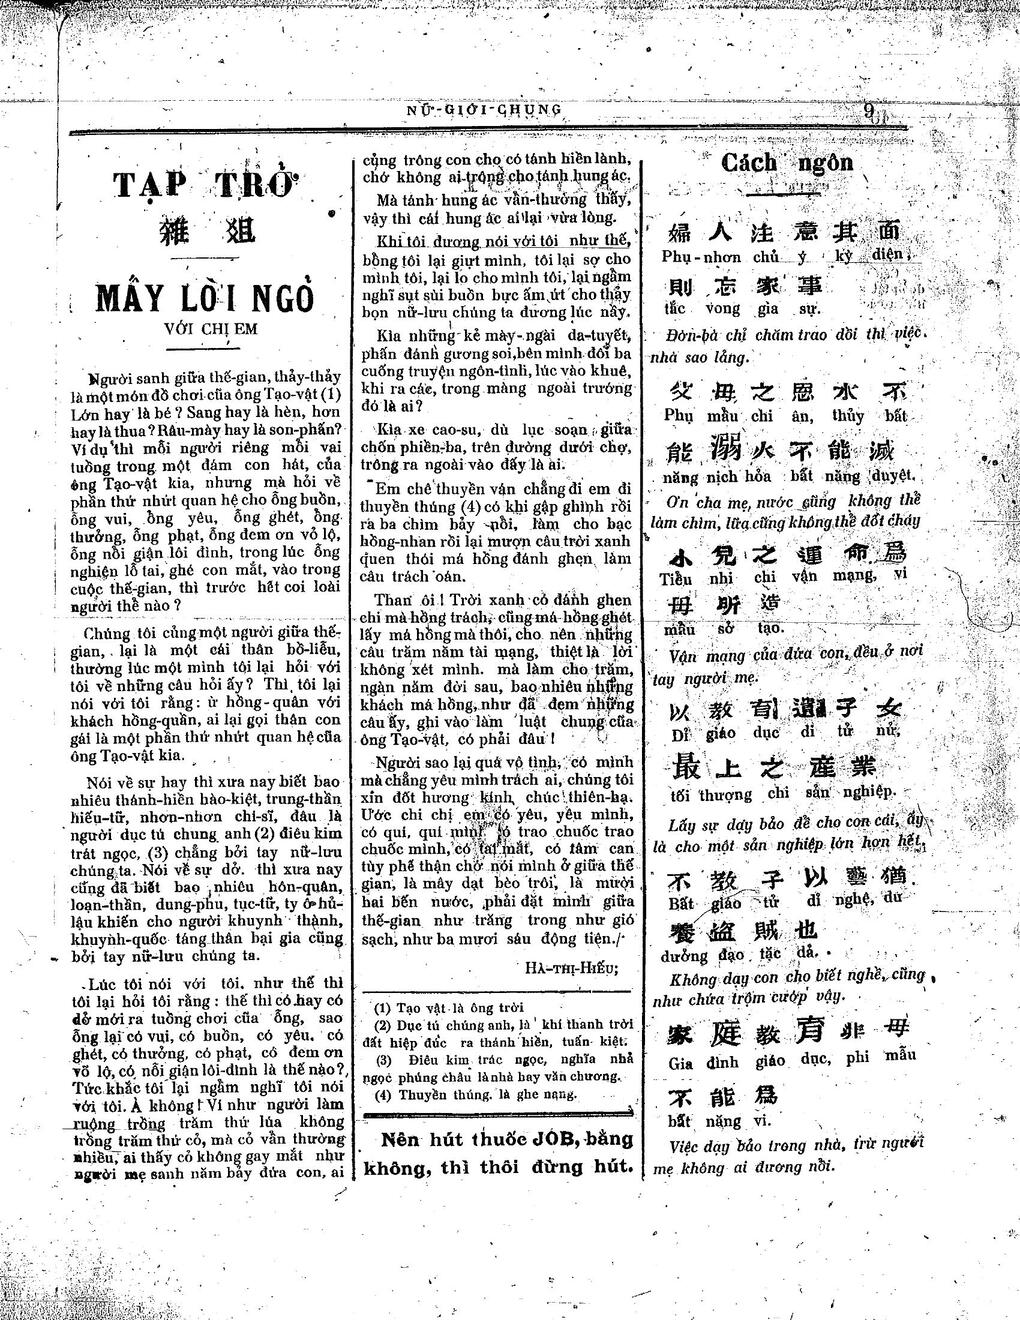 NỮ-GIỚI-CHUNG
9
TẠP TRỞ
雜俎
MẤY LỜI NGỎ
VỚI CHỊ EM
Người sanh giữa thế-gian, thảy-thảy
là một món đồ chơi của ông Tạo-vật (1)
Lớn hay là bé ? Sang hay là hèn, hơn
hay là thua ? Râu-mày hay là son-phấn ?
Ví dụ thì mỗi người riêng mỗi vai
tuồng trong một đám con hát, của
ông Tạo-vật kia, nhưng mà hỏi về
phần thứ nhứt quan hệ cho ổng buồn,
ổng vui, ổng yêu, ổng ghét, ổng
thưởng, ổng phạt, ổng đem ơn vỏ lộ,
ổng nổi giận lôi đình, trong lúc ổng
nghiện lổ tai, ghé con mắt, vào trong
cuộc thế-gian, thì trước hết coi loài
người thế nào ?
Chúng tôi củng một người giữa thế-
gian, lại là một cái thân bồ-liễu,
thường lúc một mình tôi lại hỏi với
tôi về những câu hỏi ấy ? Thì tôi lại
nói với tôi rằng : ừ hồng-quân với
khách hồng-quần, ai lại gọi thân con
gái là một phần thứ nhứt quan hệ của
ông Tạo-vật kia.
Nói về sự hay thì xưa nay biết bao
nhiêu thánh-hiền hào-kiệt, trung-thần
hiếu-tử, nhơn-nhơn chí-sĩ, đâu là
người dục tú chung anh (2) điêu kim
trát ngọc, (3) chẳng bởi tay nữ-lưu
chúng ta. Nói về sự dở. thì xưa nay
cũng đã biết bao nhiêu hôn-quân,
loạn-thần, dung-phu, tục-tử, ty ô hủ-
lậu khiến cho người khuynh thành,
khuynh-quốc táng thân bại gia cũng
bởi tay nữ-lưu chúng ta.
Lúc tôi nói với tôi. như thế thì
tôi lại hỏi tôi rằng : thế thì có hay có
dở mới ra tuồng chơi của ổng, sao
ổng lại có vui, có buồn, có yêu. có
ghét, có thưởng, có phạt, có đem ơn
vỏ lộ, có nổi giận lôi-đình là thế nào ?,
Tức khắc tôi lại ngẫm nghĩ tôi nói
với tôi. À không ! Ví như người làm
ruộng trồng trăm thứ lúa không
trồng trăm thứ cỏ, mà cỏ vẫn thường
nhiều, ai thấy cỏ không gay mắt như
người mẹ sanh năm bảy đứa con, ai
củng trông con cho có tánh hiền lành,
chớ không ai trông cho tánh hung ác.
Mà tánh hung ác vẫn-thường thấy,
vậy thì cái hung ác ai lại vừa lòng.
Khi tôi đương nói với tôi như thế,
bỗng tôi lại giựt mình, tôi lại sợ cho
mình tôi, lại lo cho mình tôi, lại ngẫm
nghĩ sụt sùi buồn bực ấm ứt cho thảy
bọn nữ-lưu chúng ta đương lúc nầy.
Kìa những kẻ mày-ngài da-tuyết,
phấn đánh gương soi, bên mình đôi ba
cuống truyện ngôn-tình, lúc vào khuê,
khi ra các, trong màng ngoài trướng
đó là ai ?
Kìa xe cao-su, dù lục soạn giữa
chốn phiền-ba, trên đường dưới chợ,
trông ra ngoài vào đấy là ai.
Em chê thuyền ván chẳng đi em đi
thuyền thúng (4) có khi gập ghình rồi
ra ba chìm bảy nổi, làm cho bạc
hồng-nhan rồi lại mượn câu trời xanh
quen thói má hồng đánh ghen làm
câu trách oán.
Than ôi ! Trời xanh có đánh ghen
chi mà hồng trách, cũng má hồng ghét
lấy má hồng mà thôi, cho nên những
câu trăm năm tài mạng, thiệt là lời
không xét mình. mà làm cho trăm,
ngàn năm đời sau, bao nhiêu những
khách má hồng, như đã đem những
câu ấy, ghi vào làm luật chung của
ông Tạo-vật, có phải đâu !
Người sao lại quá vô tình, có mình
mà chẳng yêu mình trách ai, chúng tôi
xin đốt hương kính chúc thiên-hạ.
Ước chi chị em có yêu, yêu mình,
có quí, quí mình có trao chuốc trao
chuốc mình, có tai mắt, có tâm can
tùy phế thận chớ nói mình ở giữa thế
gian, là mây dạt bèo trôi, là mười
hai bến nước, phải đặt mình giữa
thế-gian như trăng trong như gió
sạch, như ba mươi sáu động tiên./.
HÀ-THỊ-HIẾU;
(1) Tạo vật là ông trời
(2) Dục tú chúng anh, là khí thanh trời
đất hiệp đúc ra thánh hiền, tuấn kiệt.
(3) Điêu kim trác ngọc, nghĩa nhả
ngọc phúng châu là nhà hay văn chương.
(4) Thuyền thúng. là ghe nạng.
Nên hút thuốc JOB, bằng
không, thì thôi đừng hút.
Cách ngôn
婦人注意其面
Phụ-nhơn chủ ý kỳ diện,
則忘家事
tắc vong gia sự.
Đờn-bà chỉ chăm trao dồi thì việc
nhà sao lảng.
父母之恩水不
Phụ mẫu chi ân, thủy bất
能溺火不能滅
năng nịch hỏa bất năng duyệt.
Ơn cha mẹ, nước cũng không thể
làm chìm, lửa cũng không thể đốt cháy
小兒之運命爲
Tiểu nhi chi vận mạng, vi
母所造
mẫu sở tạo.
Vận mạng của đứa con, đều ở nơi
tay người mẹ.
以教育遺子女
Dĩ giáo dục di tử nử,
最上之產業
tối thượng chi sản nghiệp.
Lấy sự dạy bảo để cho con cái, ấy
là cho một sản nghiệp lớn hơn hết,
不教子以藝猶
Bất giáo tử dĩ nghệ, dư
養盜賊也
dưởng đạo tặc dả.
Không dạy con cho biết nghề, cũng
như chứa trộm cướp vậy.
家庭教育非母
Gia đình giáo dục, phi mẫu
不能爲
bất năng vi.
Việc dạy bảo trong nhà, trừ người
mẹ không ai đương nồi.